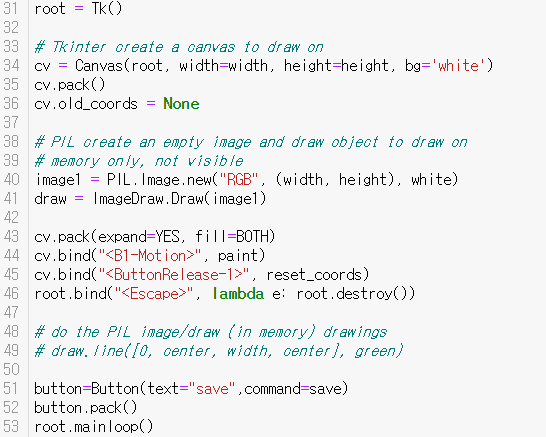 31 root = Tk()
32
33 # Tkinter create a canvas to draw on
34 cv = Canvas(root, width=width, height=height, bg='white')
35 cv.pack()
36 cv.old_coords = None
37
38 # PIL create an empty image and draw object to draw on
39 # memory only, not visible
40 image1 = PIL.Image.new("RGB", (width, height), white)
41 draw = ImageDraw.Draw(image1)
42
43 cv.pack(expand=YES, fill=BOTH)
44 cv.bind("<B1-Motion>", paint)
45 cv.bind("<ButtonRelease-1>", reset_coords)
46 root.bind("<Escape>", lambda e: root.destroy())
47
48 # do the PIL image/draw (in memory) drawings
49 # draw.line([0, center, width, center], green)
50
51 button=Button(text="save",command=save)
52 button.pack()
53 root.mainloop()